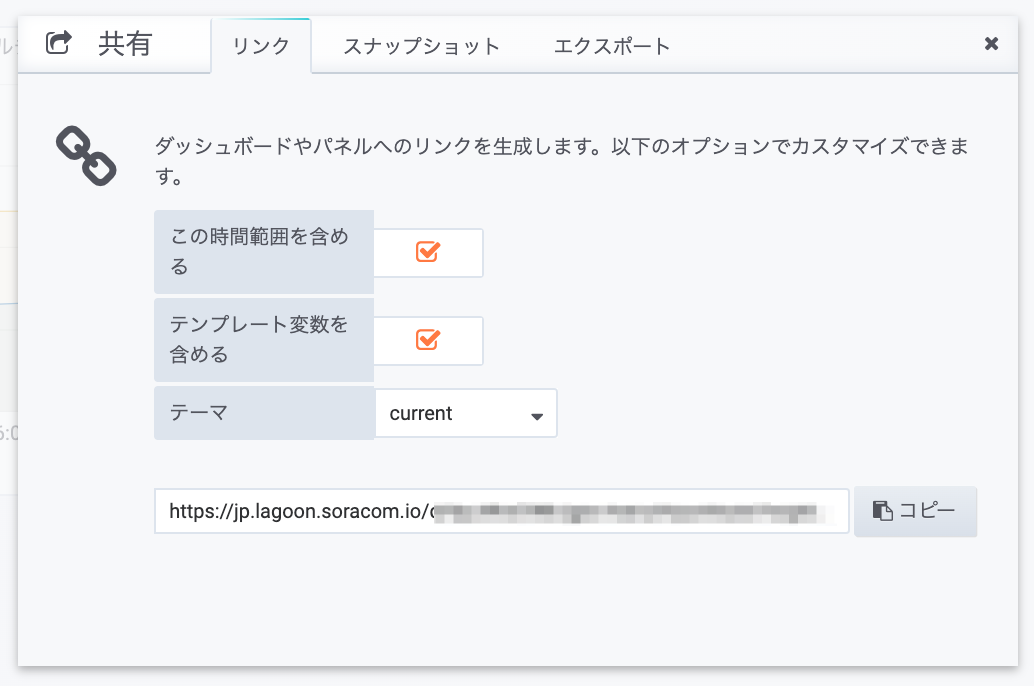 共有
リンク
スナップショット
エクスポート
ダッシュボードやパネルへのリンクを生成します。以下のオプションでカスタマイズできま
す。
この時間範囲を含め
る
テンプレート変数を
含める
テーマ
current
https://jp.lagoon.soracom.io/
コピー